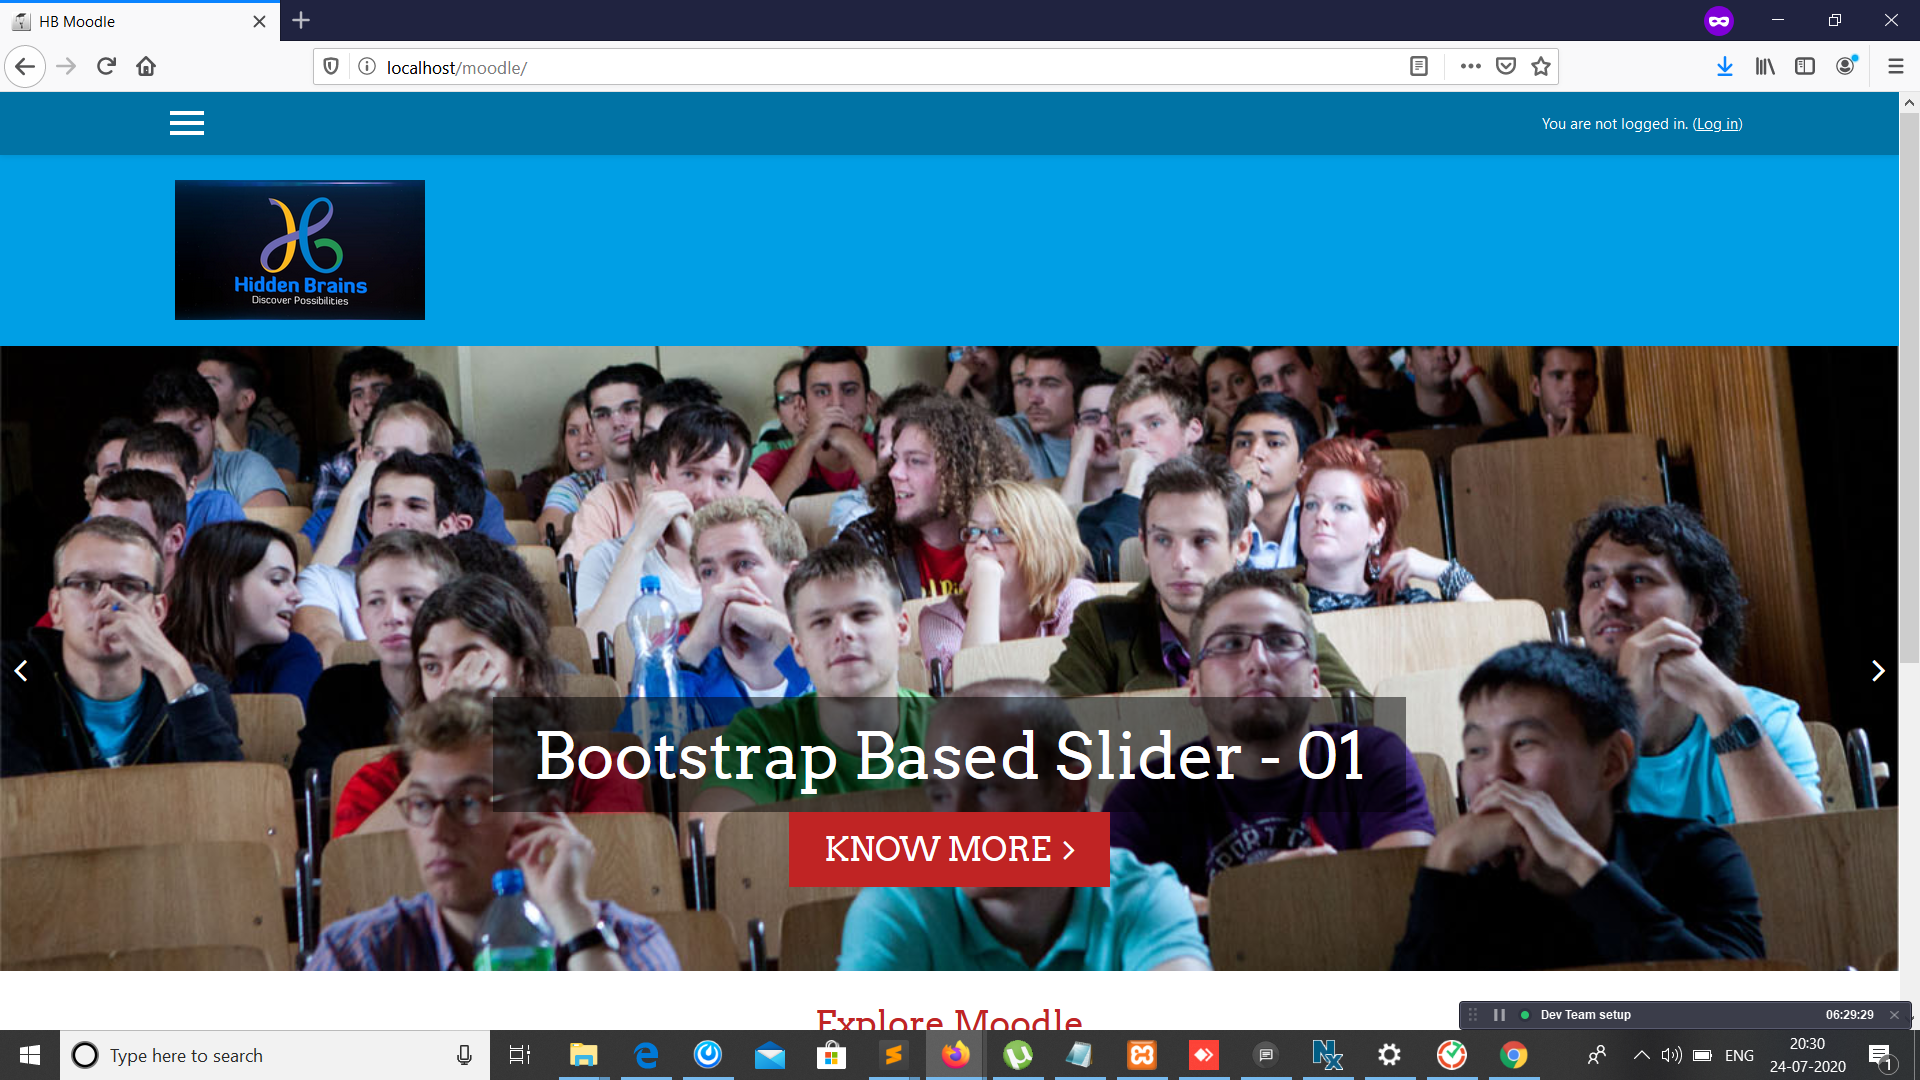 HB Moodle
localhost/moodle/
You are not logged in. (Log in)
Hidden Brains
Discover Possibilities
Bootstrap Based Slider - 01
KNOW MORE
Explore Moodle
Dev Team setup
06:29:29
Type here to search
ENG
20:30
24-07-2020
1